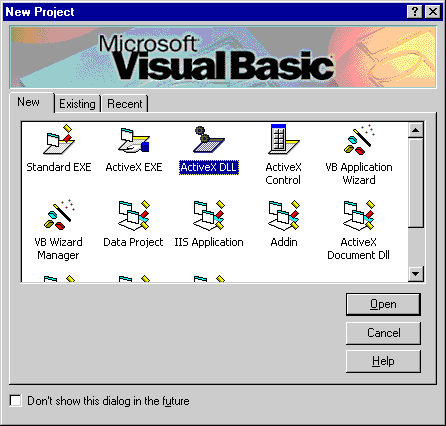 New Project
Microsoft
Visual Basic
New Existing Recent
Standard EXE
ActiveX EXE
ActiveX DLL
ActiveX
Control
VB Application
Wizard
VB Wizard
Manager
Data Project
IIS Application
Addin
ActiveX
Document Dll
Open
Cancel
Help
Don't show this dialog in the future